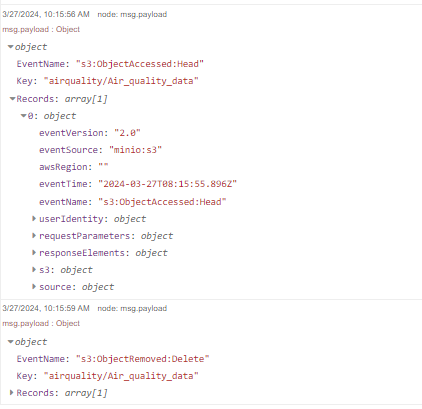 3/27/2024, 10:15:56 AM node: msg.payload
msg.payload : Object
object
EventName: "s3:ObjectAccessed:Head"
Key: "airquality/Air_quality_data"
Records: array[1]
0: object
eventVersion: "2.0"
eventSource: "minio:s3"
awsRegion: ""
eventTime: "2024-03-27T08:15:55.896Z"
eventName: "s3:ObjectAccessed:Head"
userIdentity: object
requestParameters: object
responseElements: object
s3: object
source: object
3/27/2024, 10:15:59 AM node: msg.payload
msg.payload : Object
object
EventName: "s3:ObjectRemoved:Delete"
Key: "airquality/Air_quality_data"
Records: array[1]